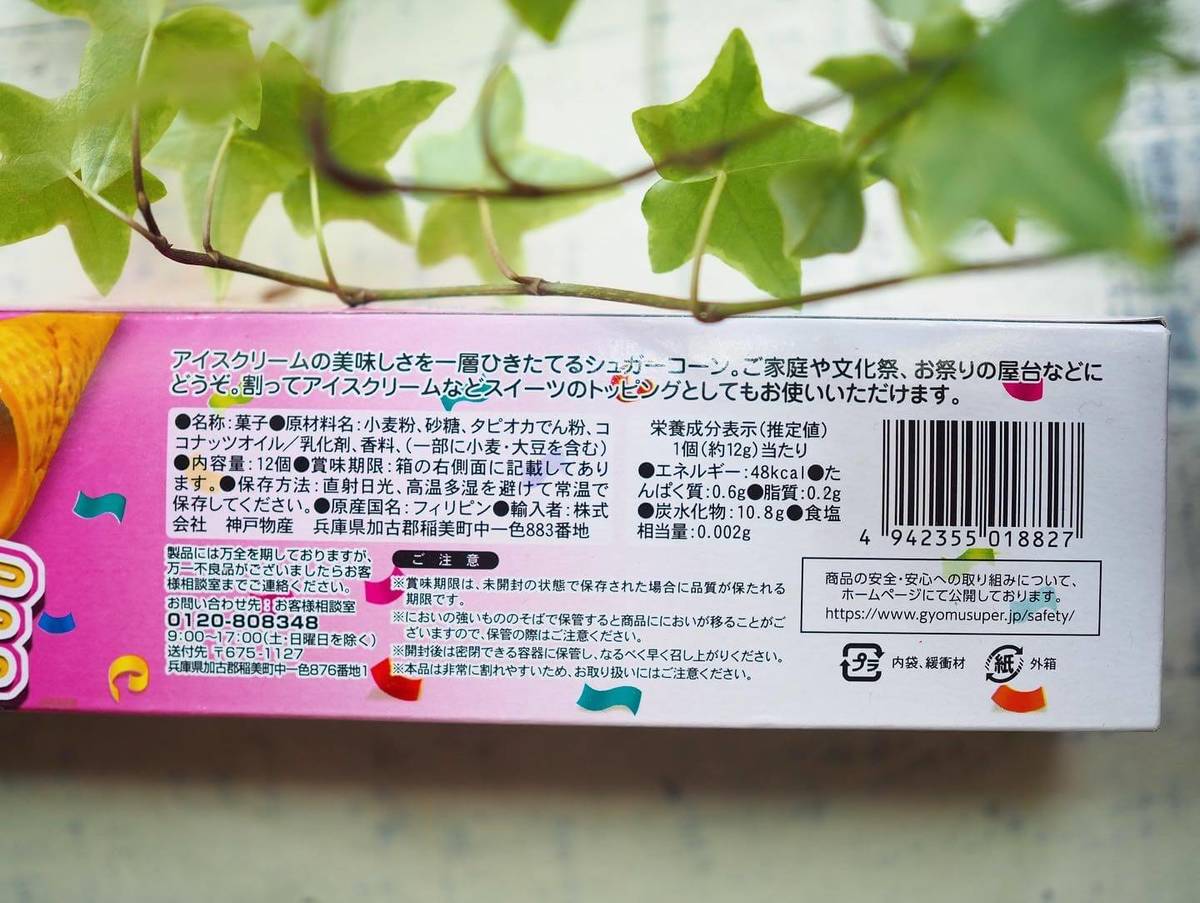 アイスクリームの美味しさを一層ひきたてるシュガーコーン。ご家庭や文化祭、お祭りの屋台などに
どうぞ。割ってアイスクリームなどスイーツのトッピングとしてもお使いいただけます。
●名称:菓子●原材料名:小麦粉、砂糖、タピオカでん粉、コ
コナッツオイル/乳化剤、香料、(一部に小麦・大豆を含む)
●内容量:12個●賞味期限:箱の右側面に記載してあり
ます。●保存方法:直射日光、高温多湿を避けて常温で
保存してください。●原産国名:フィリピン●輸入者:株式
会社 神戸物産 兵庫県加古郡稲美町中一色883番地
栄養成分表示(推定値)
1個(約12g)当たり
●エネルギー:48kcal●た
んぱく質:0.6g●脂質:0.2g
●炭水化物:10.8g●食塩
相当量:0.002g
4 942355 018827
製品には万全を期しておりますが、
万一不良品がございましたらお客
様相談室までご連絡ください。
お問い合わせ先:お客様相談室
0120-808348
9:00~17:00(土・日曜日を除く)
送付先 〒675-1127
兵庫県加古郡稲美町中一色876番地1
ご注意
※賞味期限は、未開封の状態で保存された場合に品質が保たれる
期限です。
※においの強いもののそばで保管すると商品ににおいが移ることがご
ざいますので、保管の際はご注意ください。
※開封後は密閉できる容器に保管し、なるべく早く召し上がりください。
※本品は非常に割れやすいため、お取り扱いにはご注意ください。
商品の安全・安心への取り組みについて、
ホームページにて公開しております。
https://www.gyomusuper.jp/safety/
プラ 内袋、緩衝材
紙 外箱